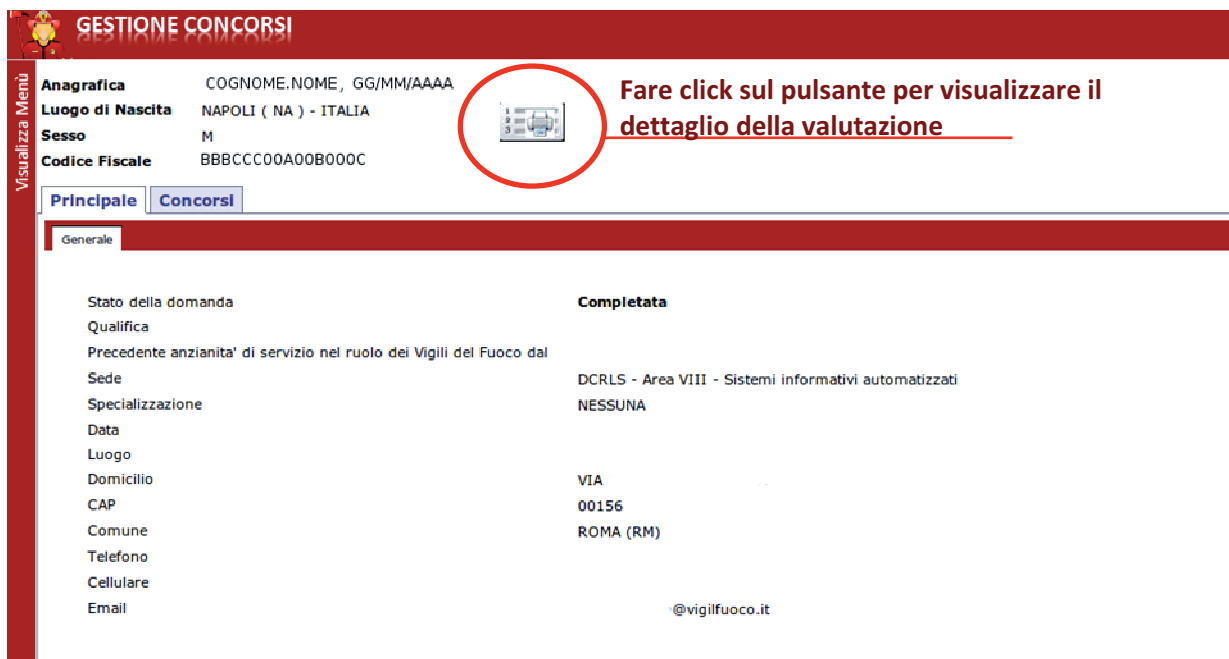 GESTIONE CONCORSI
Visualizza Menù
Anagrafica COGNOME.NOME, GG/MM/AAAA
Luogo di Nascita NAPOLI ( NA ) - ITALIA
Sesso M
Codice Fiscale BBBCCC00A00B000C
1
2
3
Fare click sul pulsante per visualizzare il
dettaglio della valutazione
Principale Concorsi
Generale
Stato della domanda Completata
Qualifica
Precedente anzianita' di servizio nel ruolo dei Vigili del Fuoco dal
Sede DCRLS - Area VIII - Sistemi informativi automatizzati
Specializzazione NESSUNA
Data
Luogo
Domicilio VIA
CAP 00156
Comune ROMA (RM)
Telefono
Cellulare
Email @vigilfuoco.it